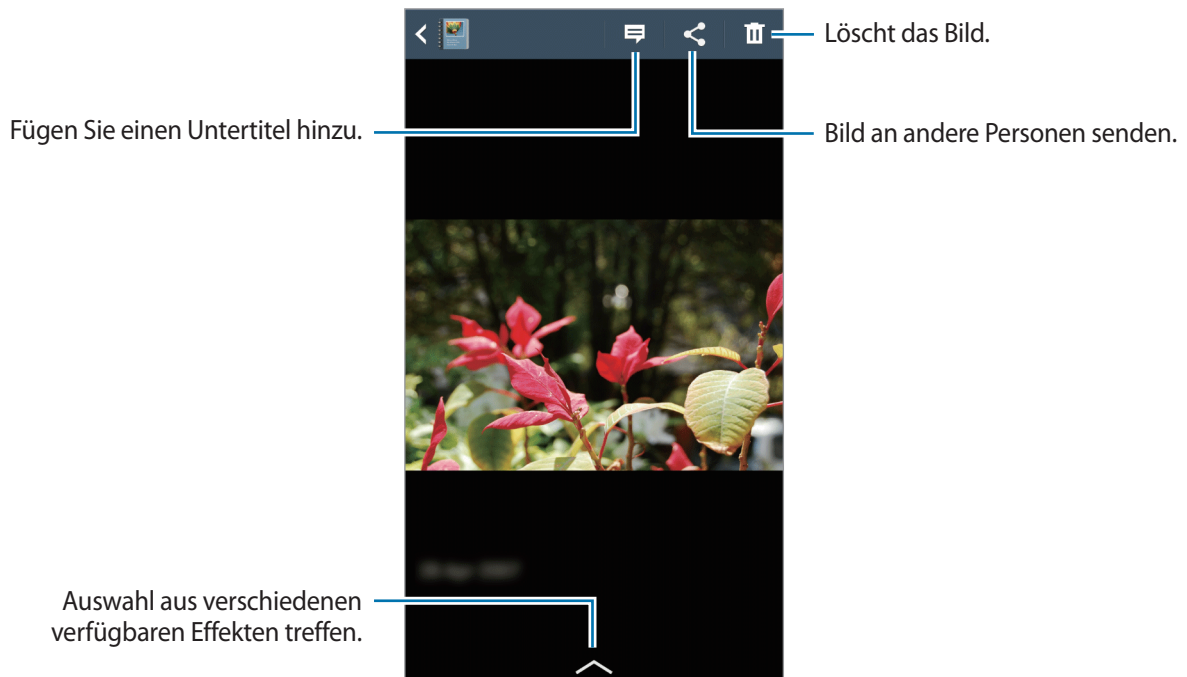 Löscht das Bild.
Fügen Sie einen Untertitel hinzu.
Bild an andere Personen senden.
Auswahl aus verschiedenen
verfügbaren Effekten treffen.